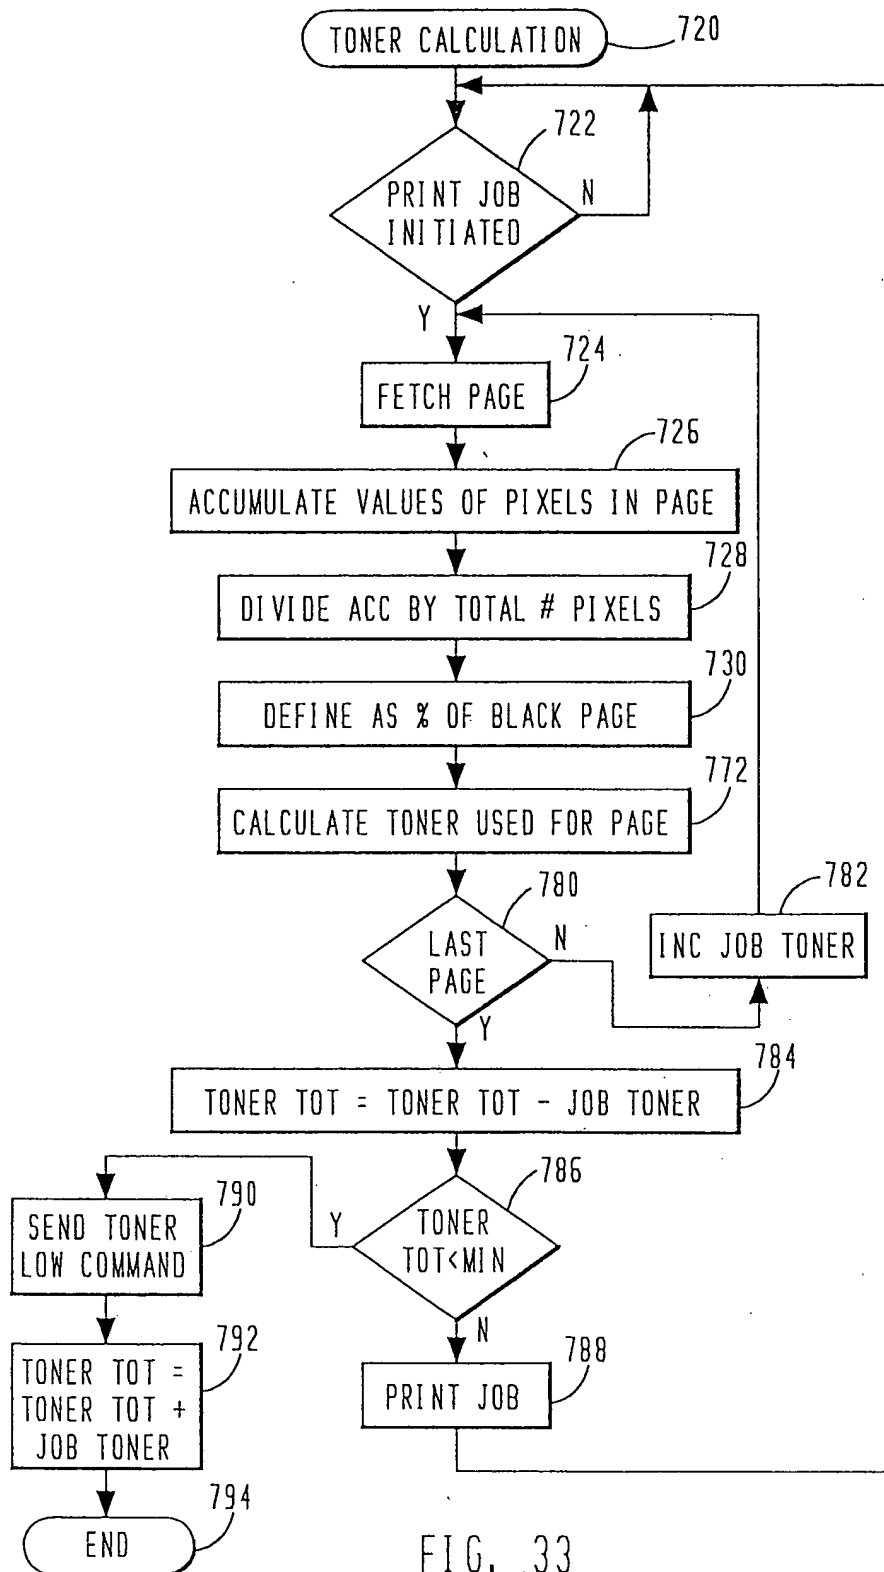 TONER CALCULATION
720
722
PRINT JOB
INITIATED
N
Y
724
FETCH PAGE
726
ACCUMULATE VALUES OF PIXELS IN PAGE
728
DIVIDE ACC BY TOTAL # PIXELS
730
DEFINE AS % OF BLACK PAGE
772
CALCULATE TONER USED FOR PAGE
780
LAST
PAGE
N
782
INC JOB TONER
Y
784
TONER TOT = TONER TOT - JOB TONER
786
TONER
TOT<MIN
Y
790
SEND TONER
LOW COMMAND
N
792
TONER TOT =
TONER TOT +
JOB TONER
788
PRINT JOB
794
END
FIG. 33